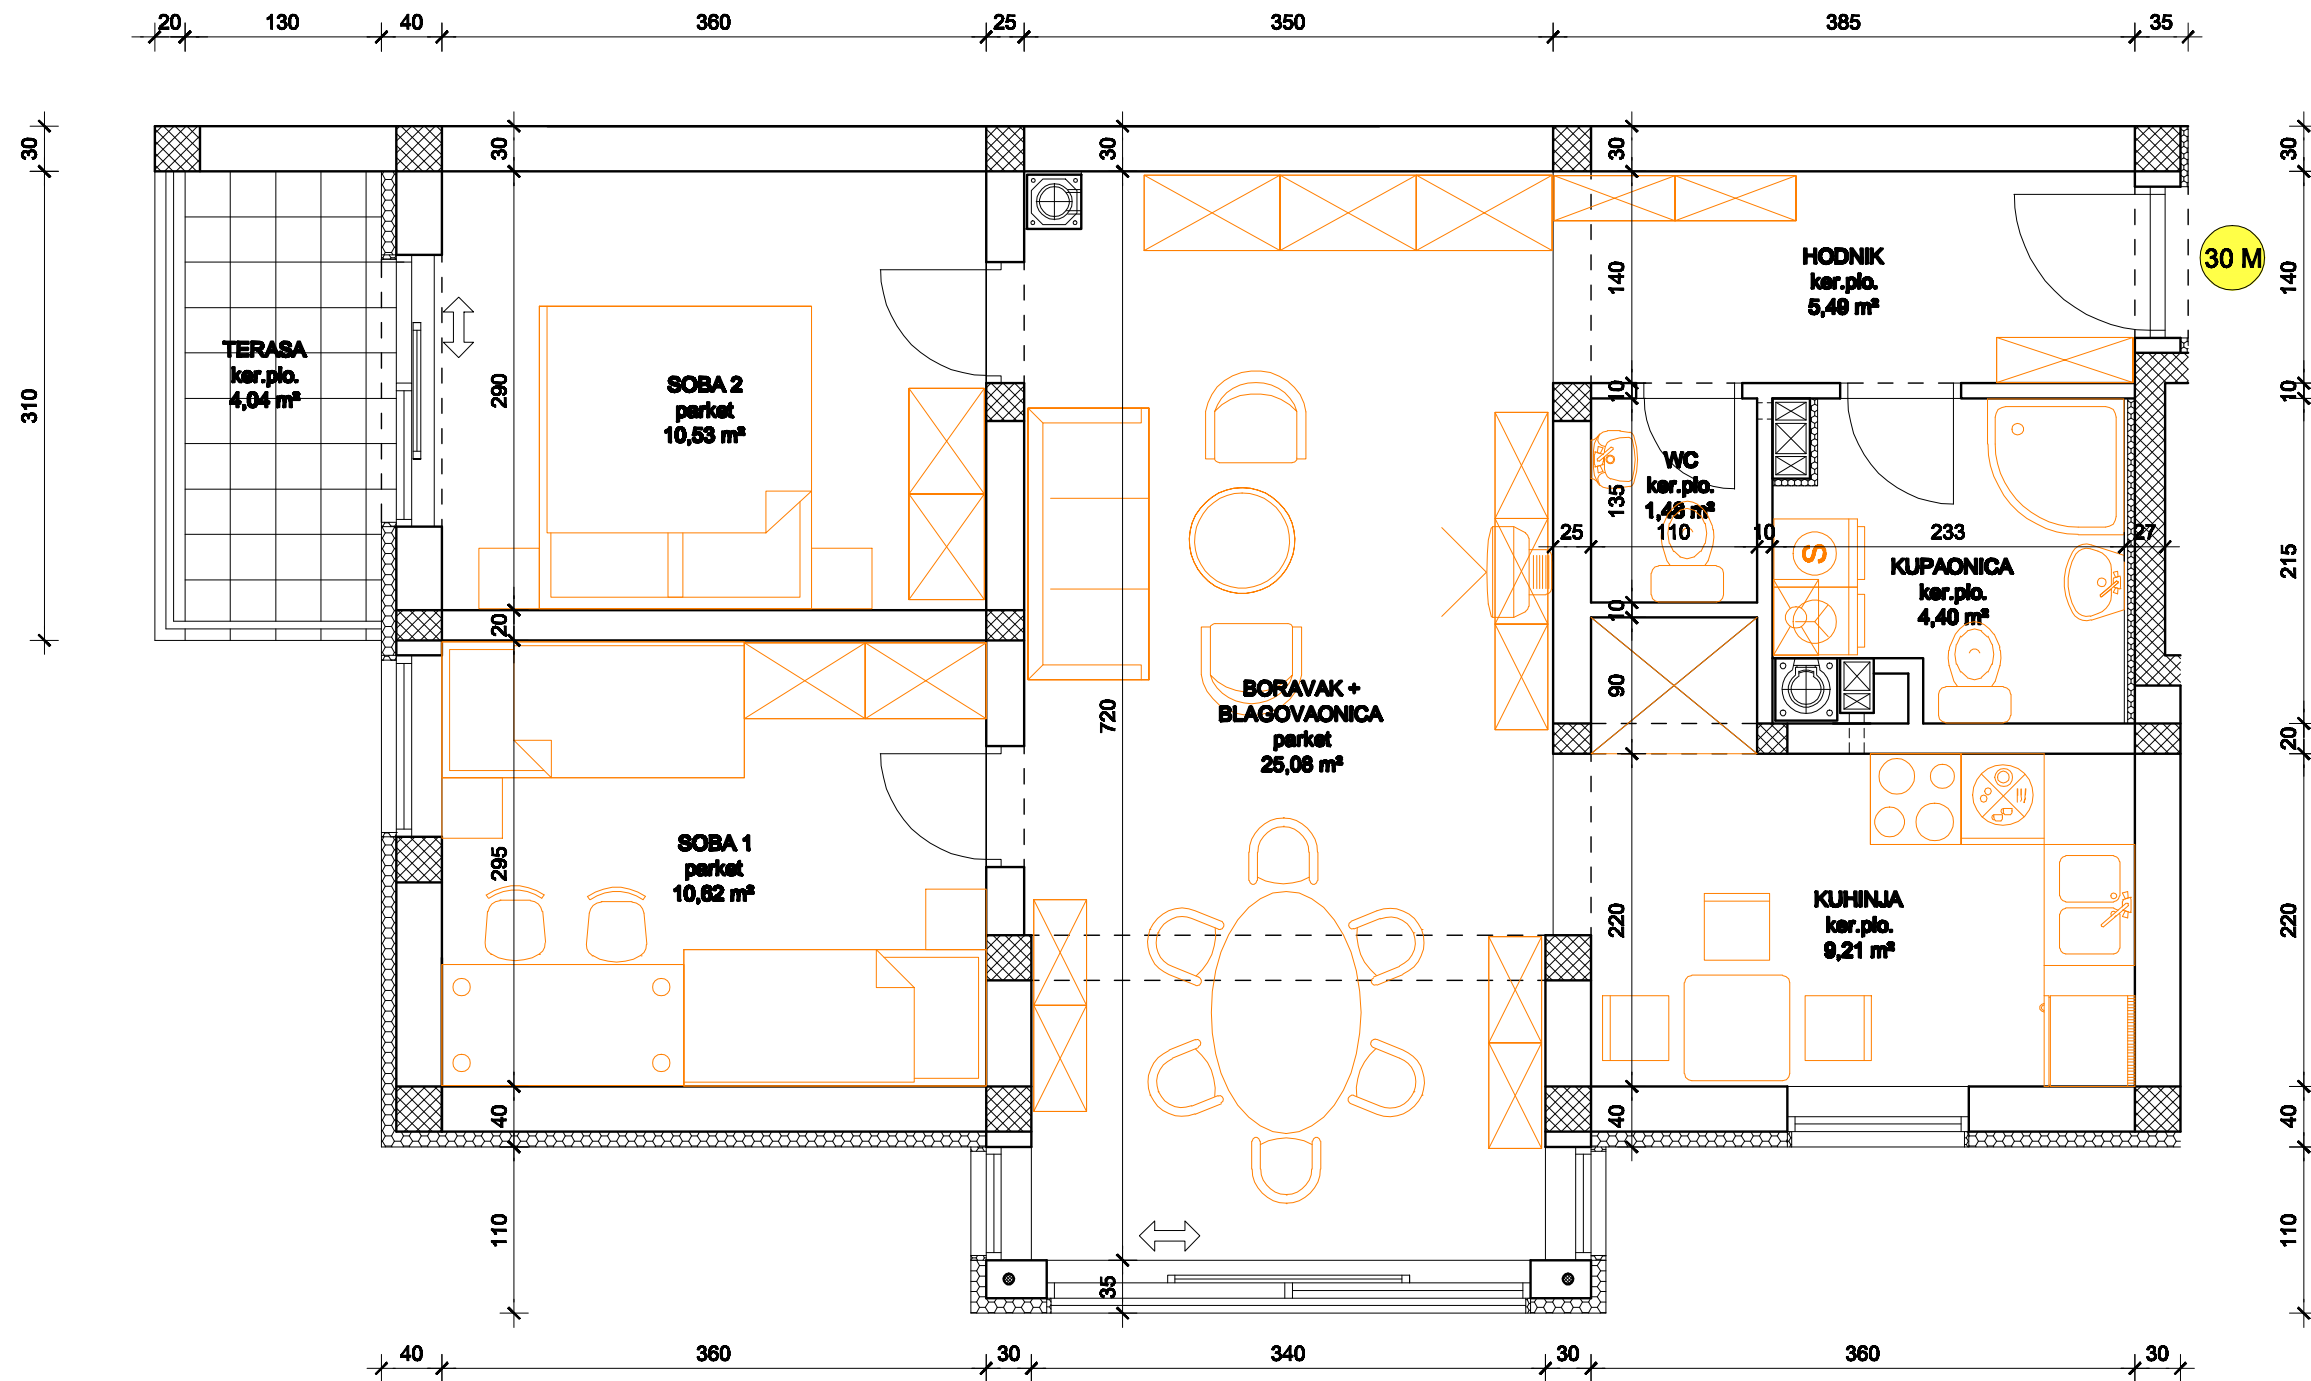 20 130 40 360 25 350 385 35
30 30 30 30 30
HODNIK
ker.plo.
5,49 m²
30 M
140 140
TERASA
ker.plo.
4,04 m²
310
290
SOBA 2
parket
10,53 m²
10 10
WC
ker.plo.
1,46 m²
135
25 110 10 233 27
S
KUPAONICA
ker.plo.
4,40 m²
215
20 10
90
BORAVAK +
BLAGOVAONICA
parket
25,08 m²
720
20
SOBA 1
parket
10,62 m²
295
KUHINJA
ker.plo.
9,21 m²
220 220
40 40 40
110 110
35
40 360 30 340 30 360 30